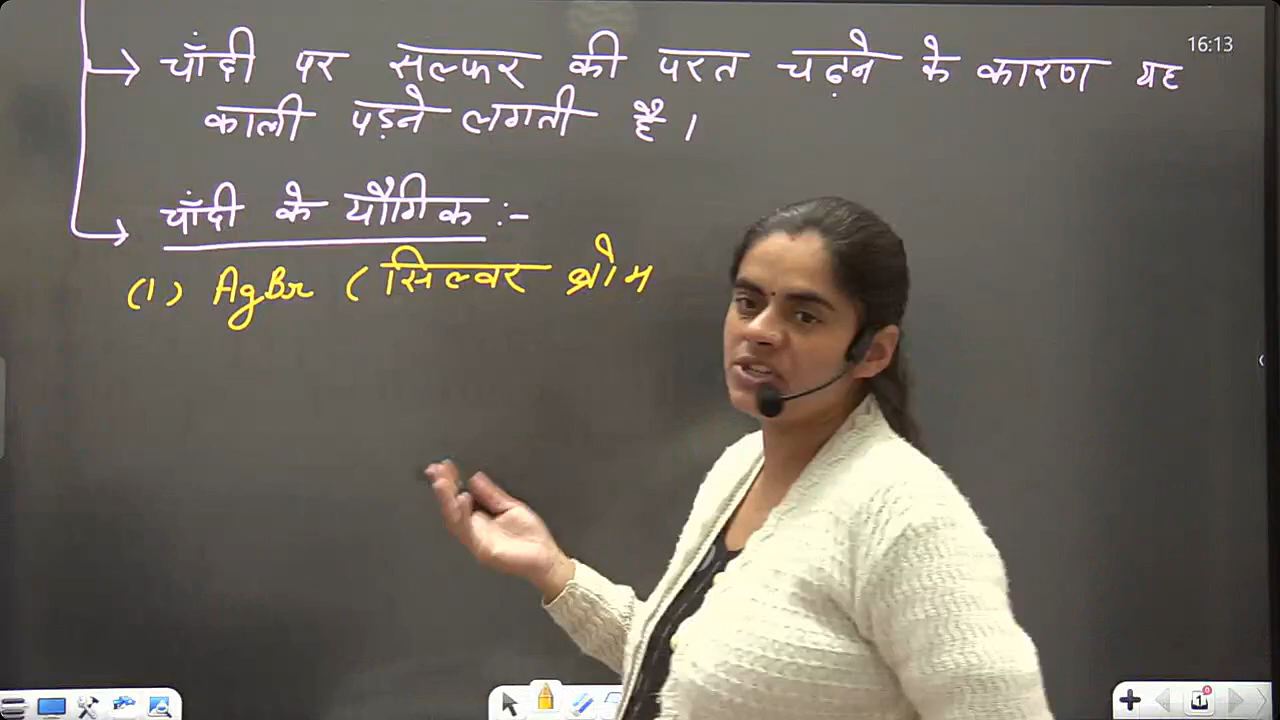 16:13
→ चाँदी पर सल्फर की परत चढ़ने के कारण यह
काली पड़ने लगती है।
→ चाँदी के यौगिक :-
(1) AgBr ( सिल्वर ब्रोम